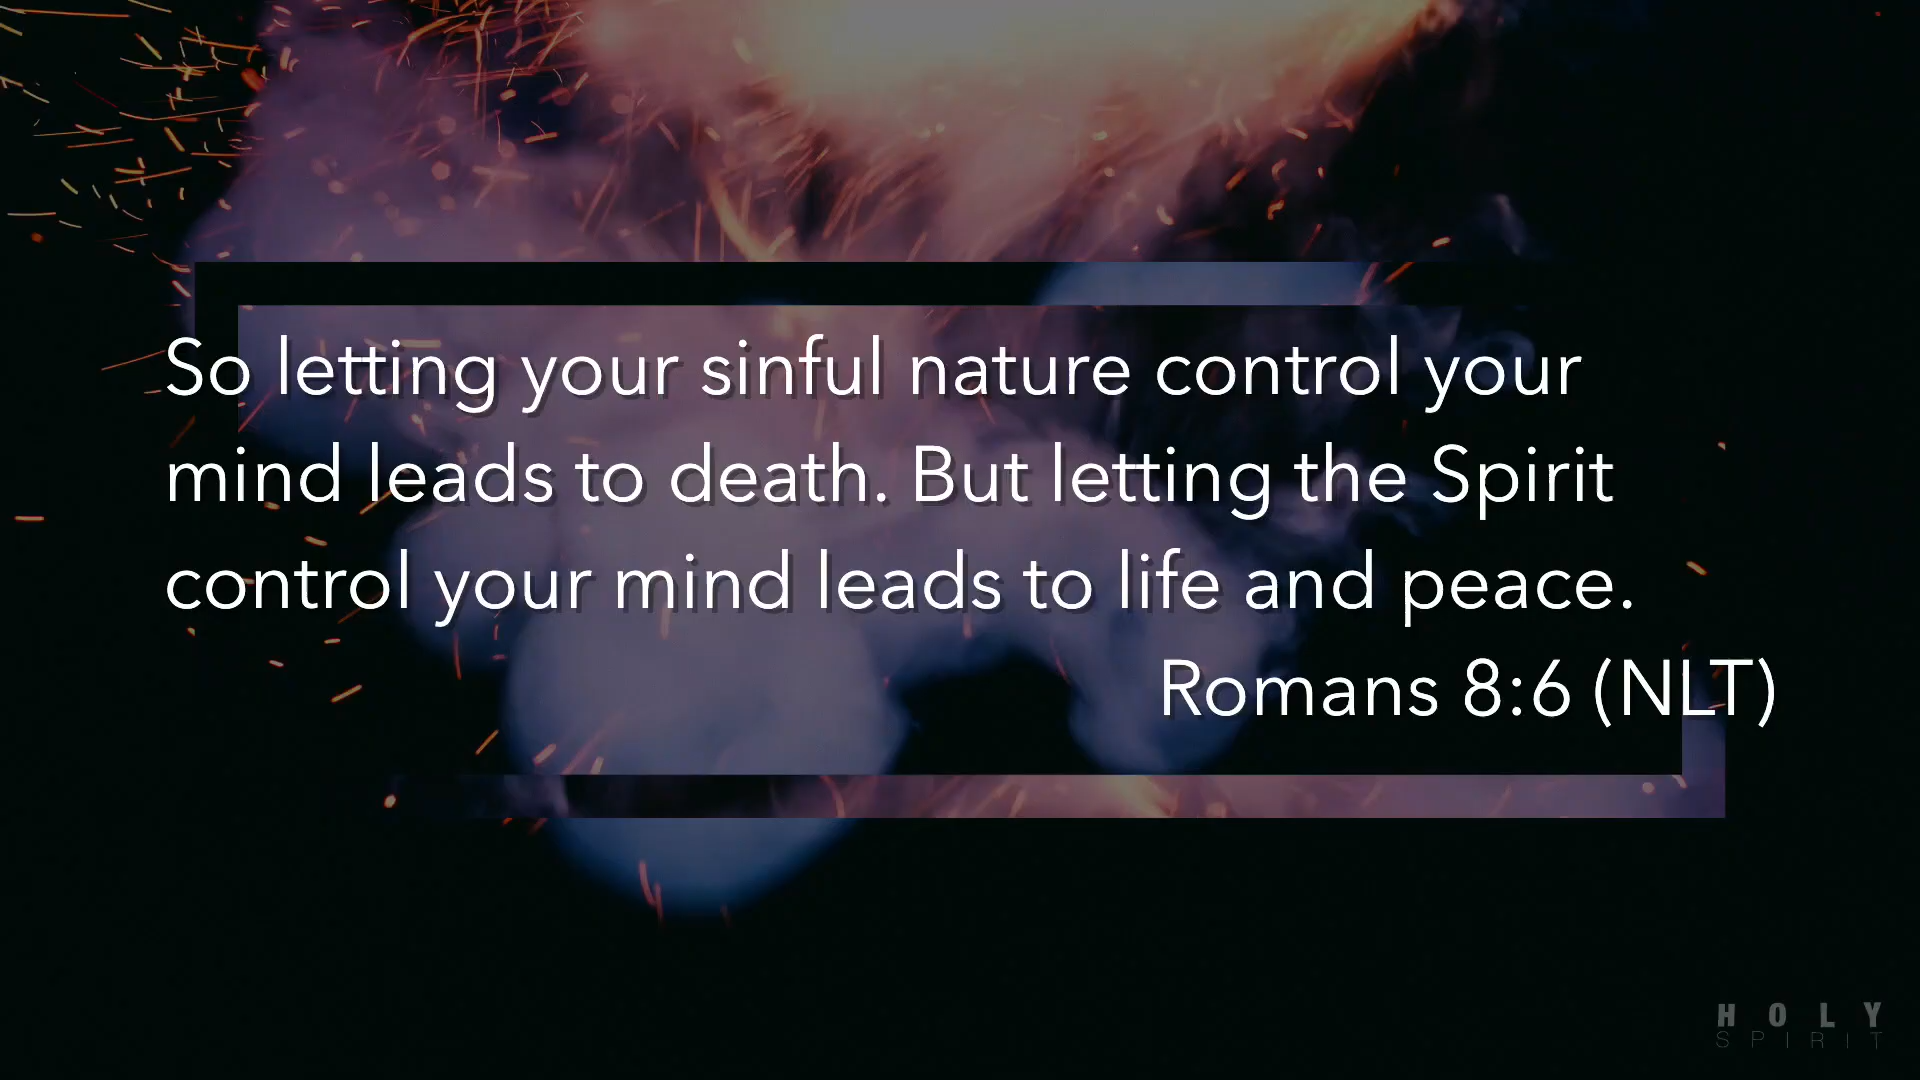 So letting your sinful nature control your
mind leads to death. But letting the Spirit
control your mind leads to life and peace.
Romans 8:6 (NLT)
HOLY
SPIRIT